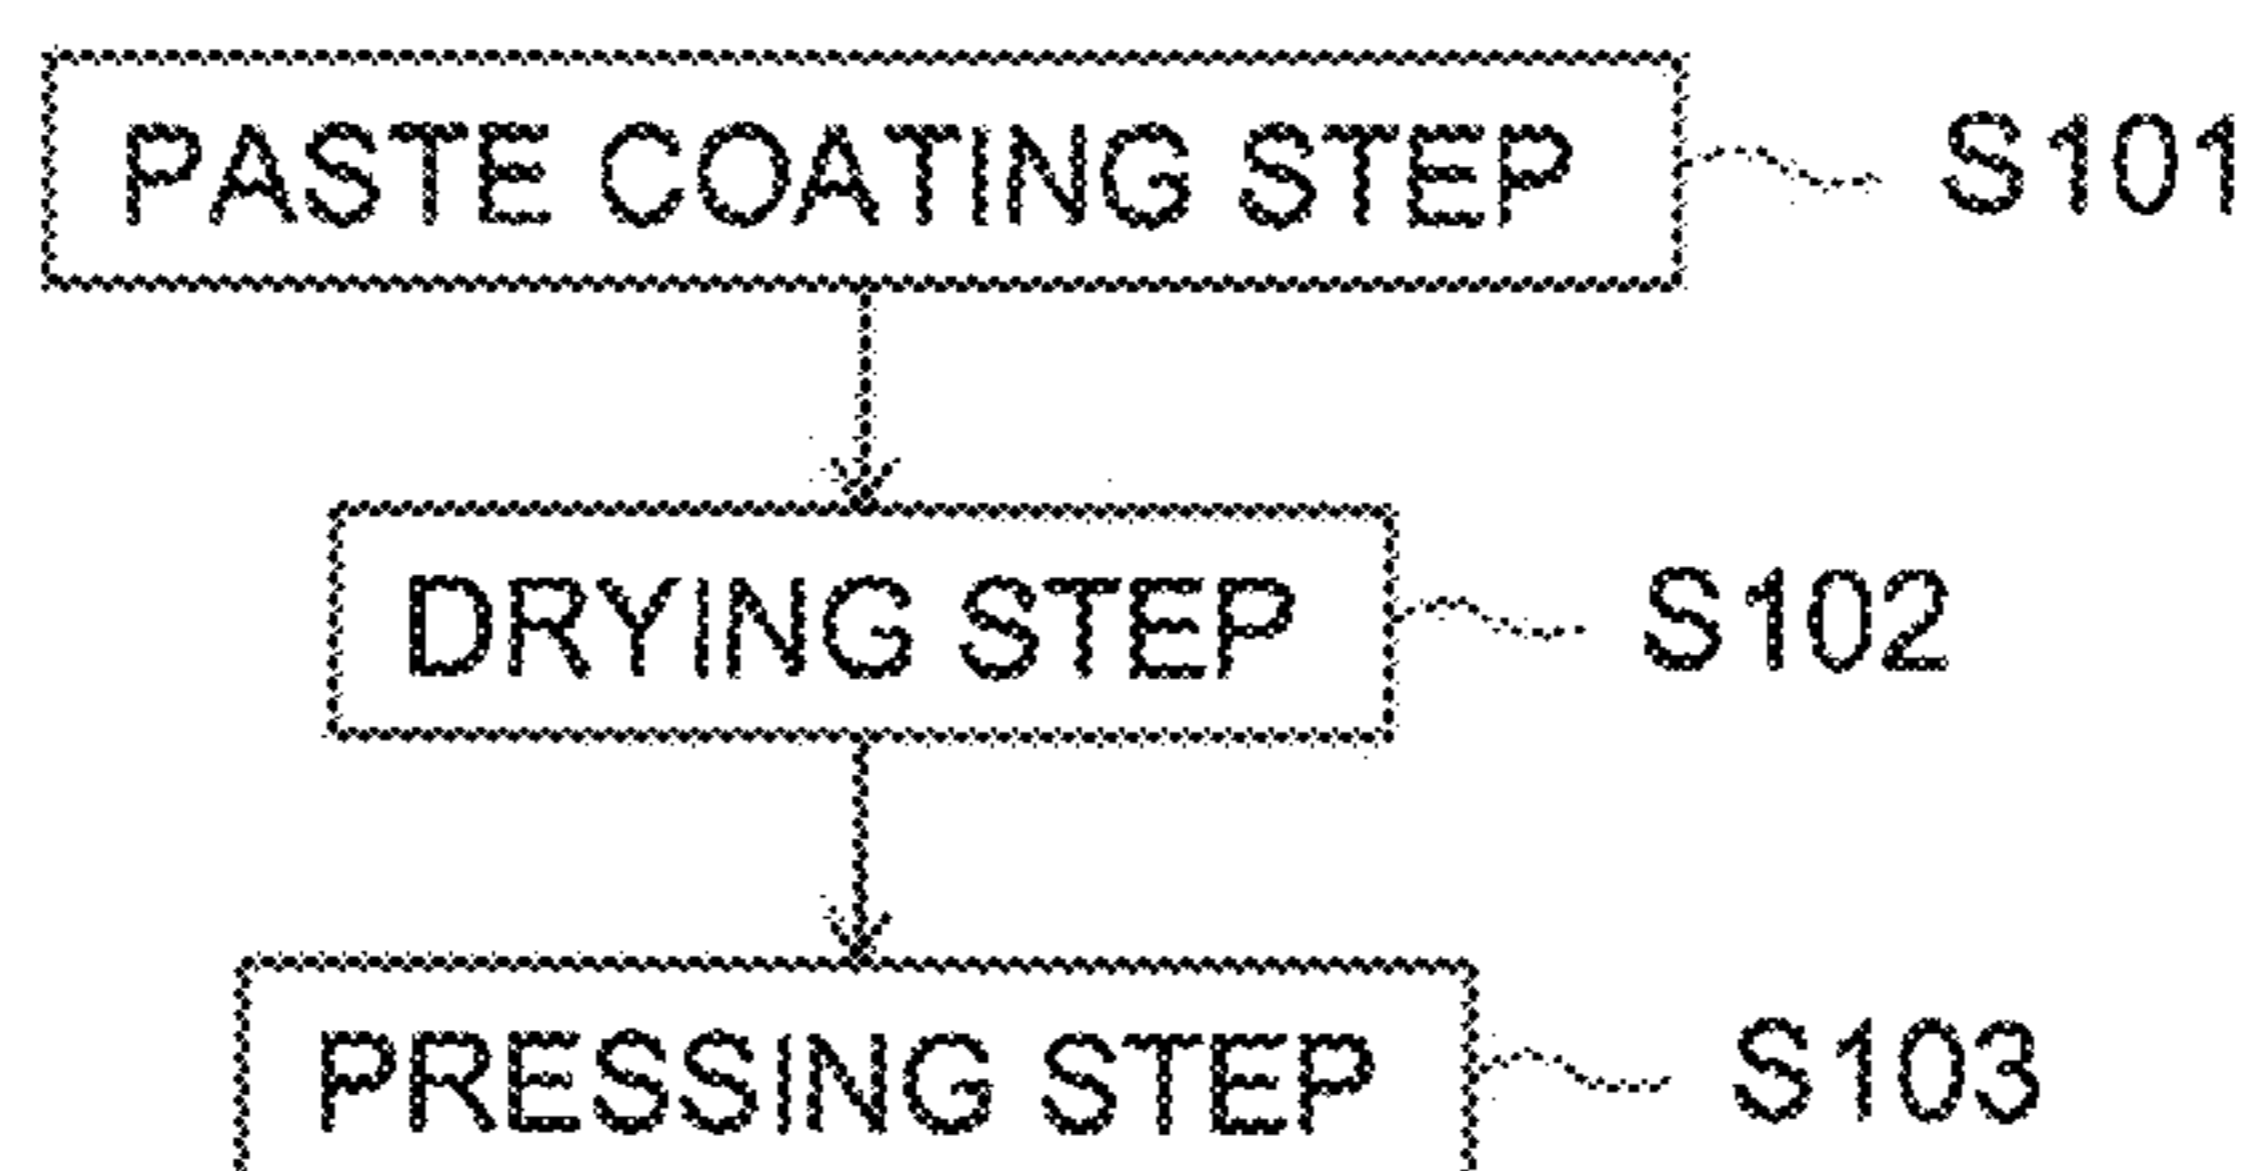 PASTE COATING STEP S101
DRYING STEP S102
PRESSING STEP S103